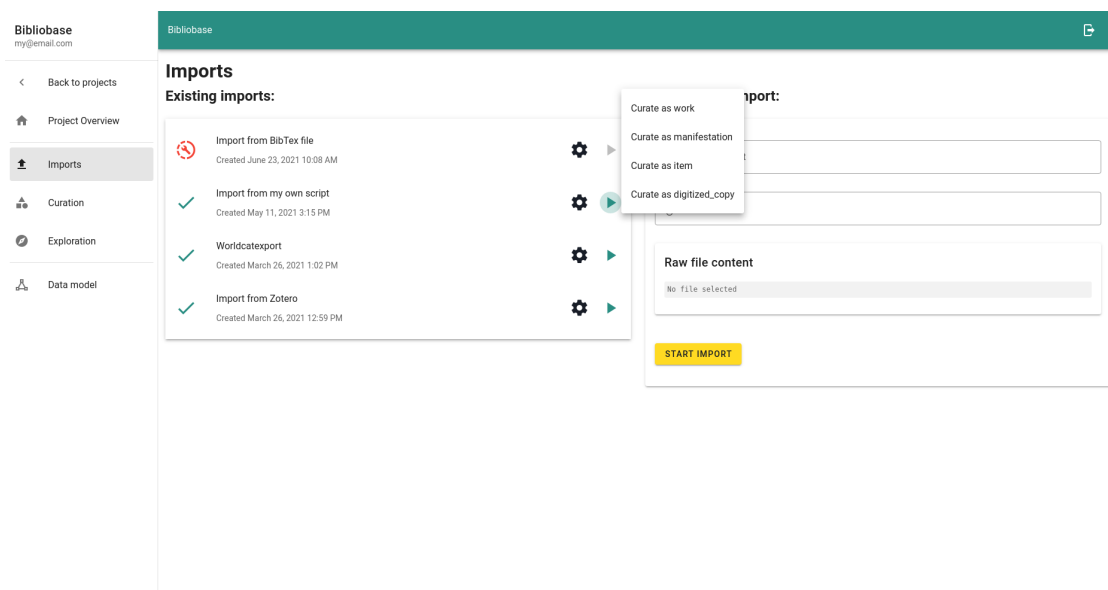 Bibliobase
my@email.com
Back to projects
Project Overview
Imports
Curation
Exploration
Data model
Bibliobase
Imports
Existing imports:
Import from BibTex file
Created June 23, 2021 10:08 AM
Import from my own script
Created May 11, 2021 3:15 PM
Worldcatexport
Created March 26, 2021 1:02 PM
Import from Zotero
Created March 26, 2021 12:59 PM
Curate as work
Curate as manifestation
Curate as item
Curate as digitized_copy
Raw file content
No file selected
START IMPORT